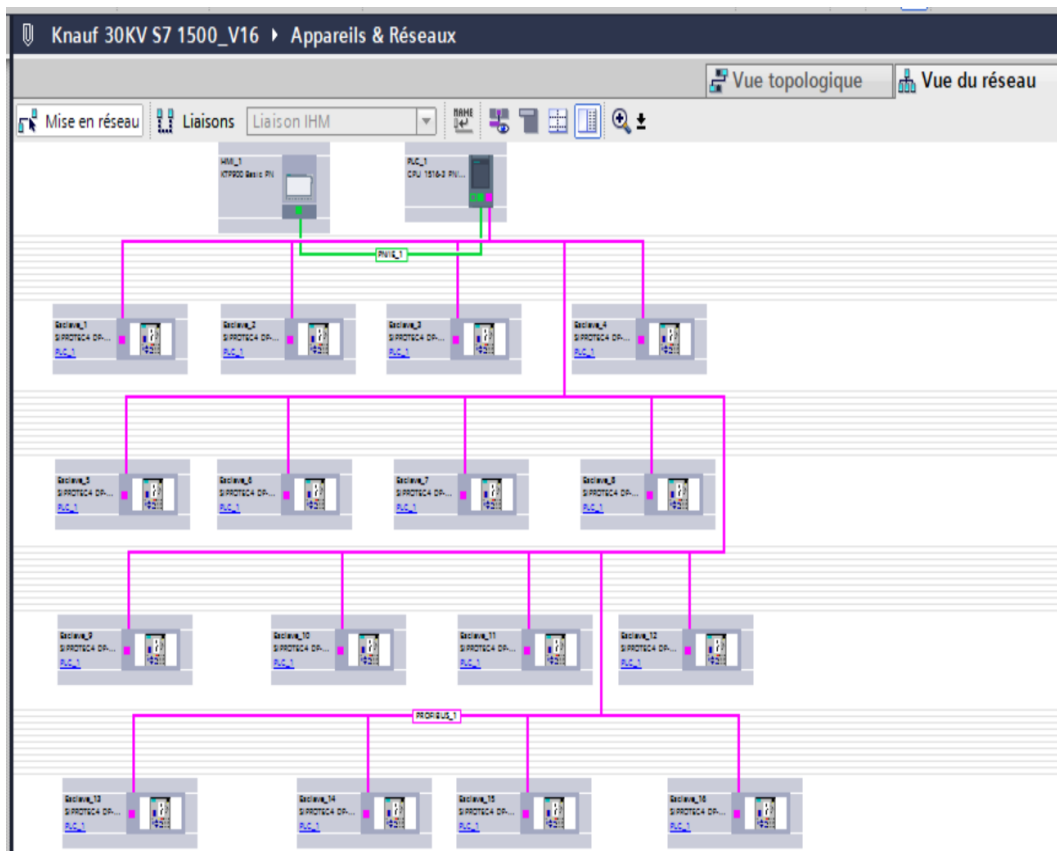 Knauf 30KV S7 1500_V16 ▸ Appareils & Réseaux
Vue topologique
Vue du réseau
Mise en réseau
Liaisons
Liaison IHM
HMI_1
KTP900 Basic PN
PLC_1
CPU 1516-3 PN/...
PN/IE_1
Esclave_1
SIPROTEC4 DP-...
PLC_1
Esclave_2
SIPROTEC4 DP-...
PLC_1
Esclave_3
SIPROTEC4 DP-...
PLC_1
Esclave_4
SIPROTEC4 DP-...
PLC_1
Esclave_5
SIPROTEC4 DP-...
PLC_1
Esclave_6
SIPROTEC4 DP-...
PLC_1
Esclave_7
SIPROTEC4 DP-...
PLC_1
Esclave_8
SIPROTEC4 DP-...
PLC_1
Esclave_9
SIPROTEC4 DP-...
PLC_1
Esclave_10
SIPROTEC4 DP-...
PLC_1
Esclave_11
SIPROTEC4 DP-...
PLC_1
Esclave_12
SIPROTEC4 DP-...
PLC_1
PROFIBUS_1
Esclave_13
SIPROTEC4 DP-...
PLC_1
Esclave_14
SIPROTEC4 DP-...
PLC_1
Esclave_15
SIPROTEC4 DP-...
PLC_1
Esclave_16
SIPROTEC4 DP-...
PLC_1